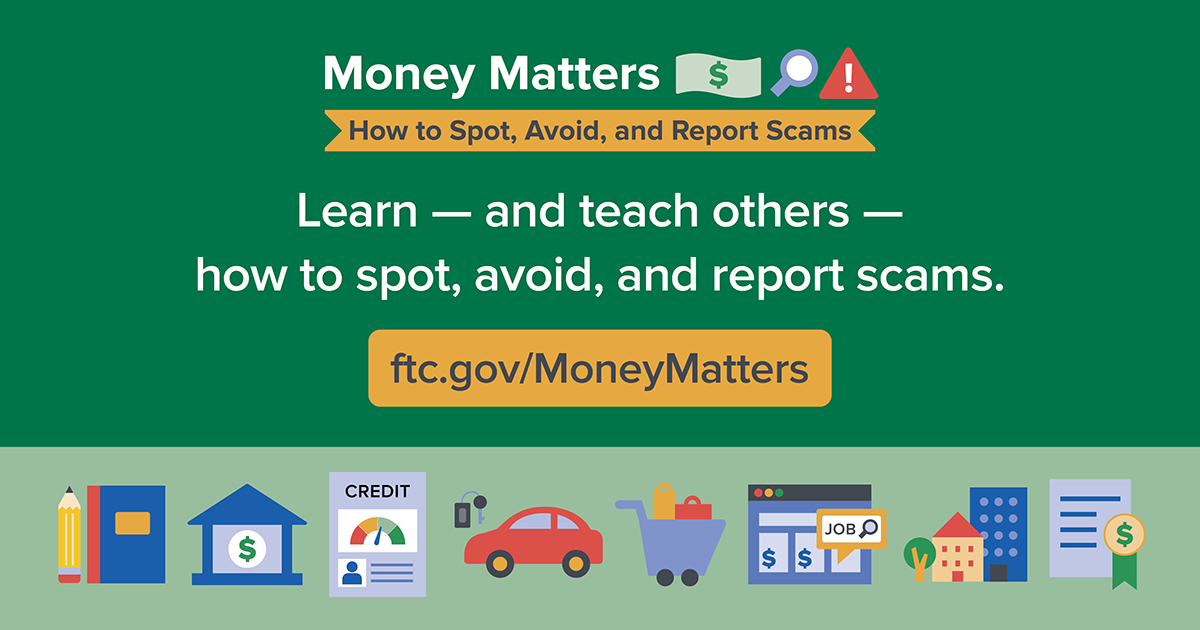 Money Matters $ !
How to Spot, Avoid, and Report Scams
Learn — and teach others —
how to spot, avoid, and report scams.
ftc.gov/MoneyMatters
$
CREDIT
$ $
JOB
$